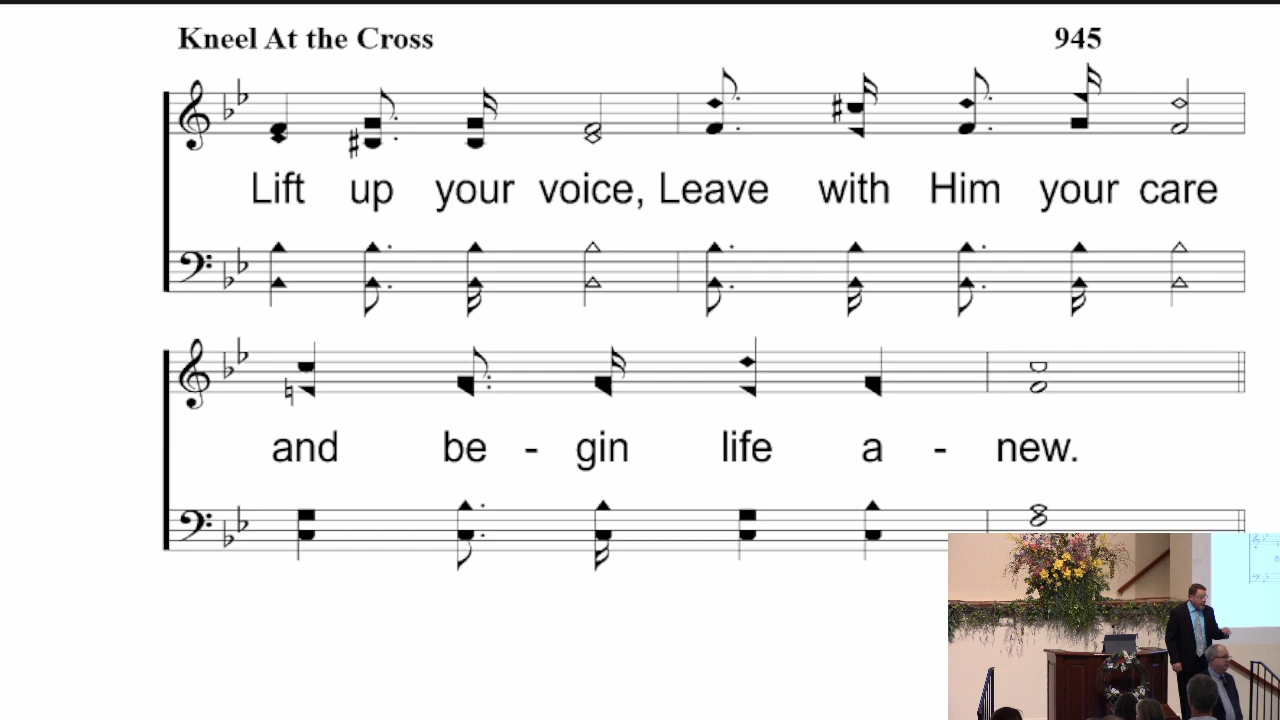 Kneel At the Cross 945
Lift up your voice, Leave with Him your care
and be - gin life a - new.